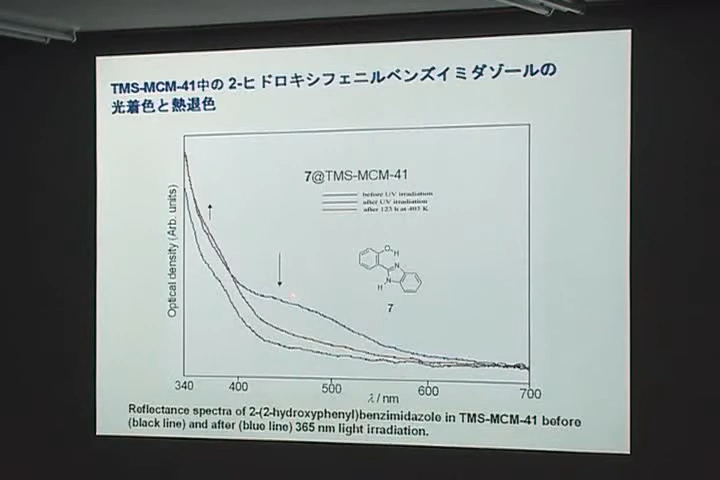 TMS-MCM-41中の 2-ヒドロキシフェニルベンズイミダゾールの
光着色と熱退色
7@TMS-MCM-41
before UV irradiation
after UV irradiation
after 123 h at 403 K
Optical density (Arb. units)
O
H
N
N
H
7
340 400 500 600 700
λ / nm
Reflectance spectra of 2-(2-hydroxyphenyl)benzimidazole in TMS-MCM-41 before
(black line) and after (blue line) 365 nm light irradiation.